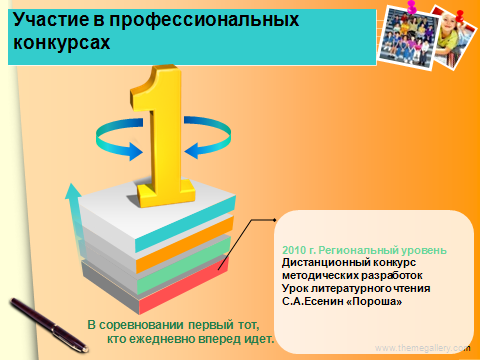 Участие в профессиональных
конкурсах
1
2010 г. Региональный уровень
Дистанционный конкурс
методических разработок
Урок литературного чтения
С.А.Есенин «Пороша»
В соревновании первый тот,
кто ежедневно вперед идет.
www.themegallery.com